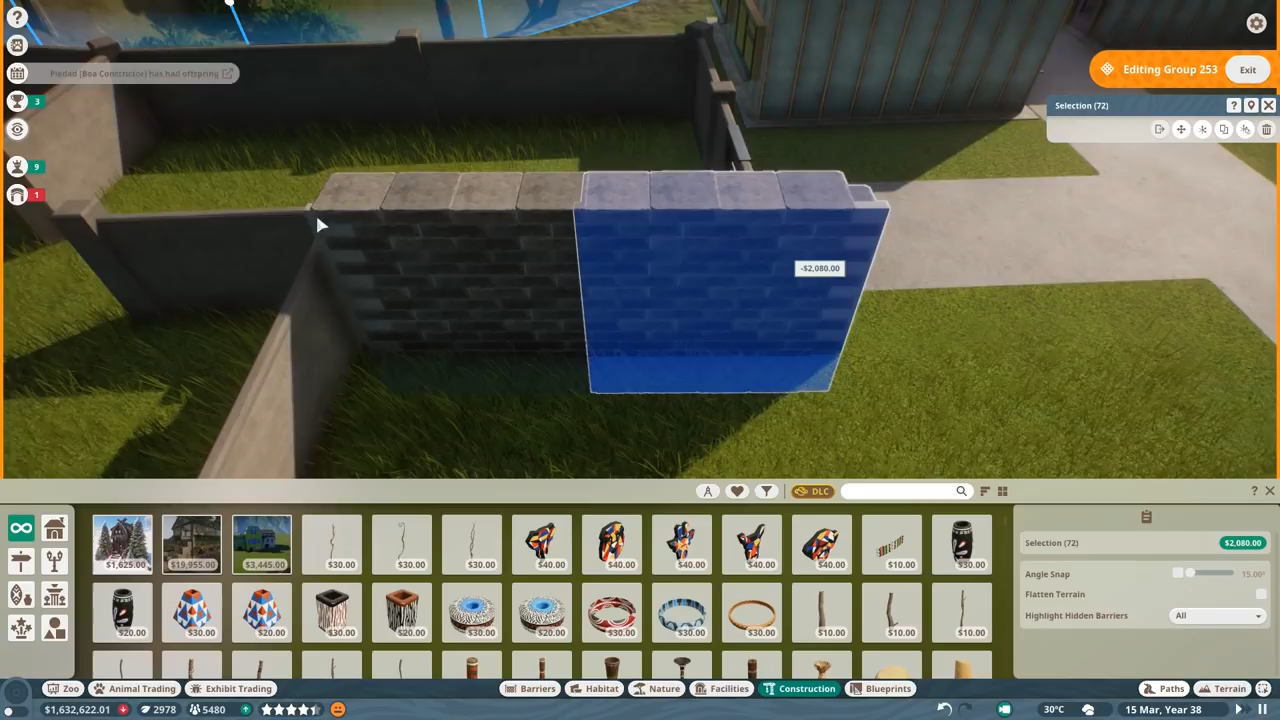 Piedad (Boa Constrictor) has had offspring
3
9
1
Editing Group 253
Exit
Selection (72)
?
-$2,080.00
DLC
?
$1,625.00
$19,955.00
$3,445.00
$30.00
$30.00
$30.00
$40.00
$40.00
$40.00
$40.00
$40.00
$10.00
$30.00
$20.00
$30.00
$20.00
$30.00
$20.00
$30.00
$20.00
$30.00
$30.00
$30.00
$10.00
$10.00
$10.00
Selection (72)
$2,080.00
Angle Snap
15.00°
Flatten Terrain
Highlight Hidden Barriers
All
Zoo
Animal Trading
Exhibit Trading
Barriers
Habitat
Nature
Facilities
Construction
Blueprints
Paths
Terrain
$1,632,622.01
2978
5480
30°C
15 Mar, Year 38